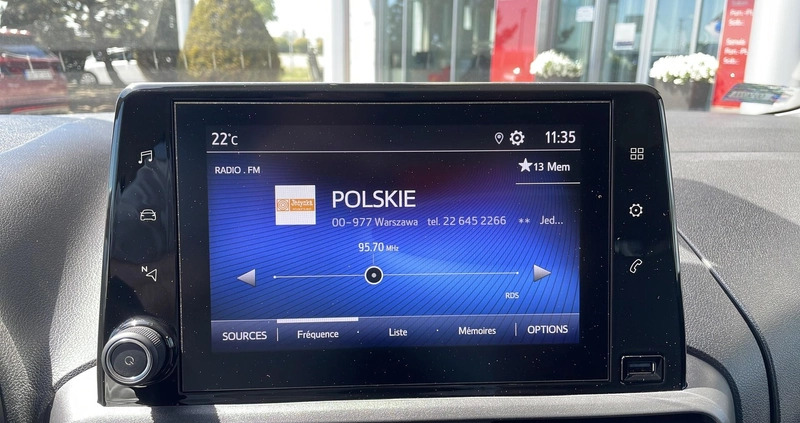 22°C
11:35
RADIO . FM
13 Mem
Jedynka
POLSKIE
00-977 Warszawa tel. 22 645 2266 ** Jed...
95.70 MHz
RDS
SOURCES
Fréquence
Liste
Mémoires
OPTIONS
N